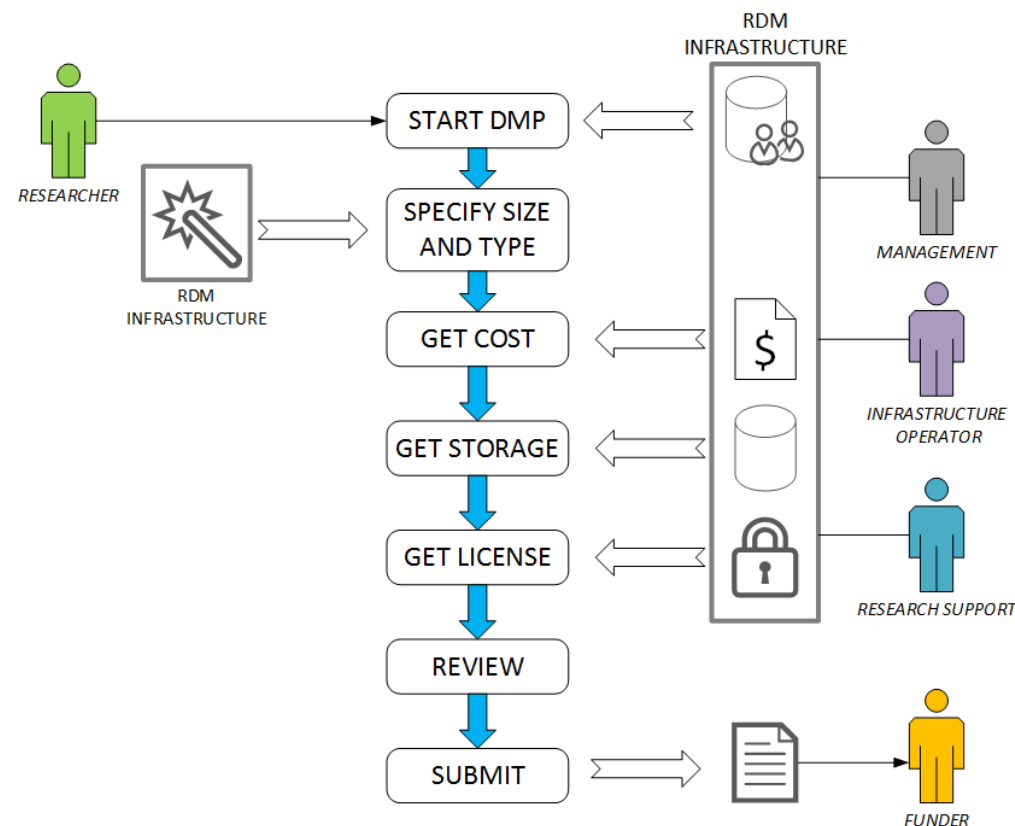 RDM
INFRASTRUCTURE
START DMP
RESEARCHER
SPECIFY SIZE
AND TYPE
MANAGEMENT
RDM
INFRASTRUCTURE
GET COST
$
INFRASTRUCTURE
OPERATOR
GET STORAGE
GET LICENSE
RESEARCH SUPPORT
REVIEW
SUBMIT
FUNDER